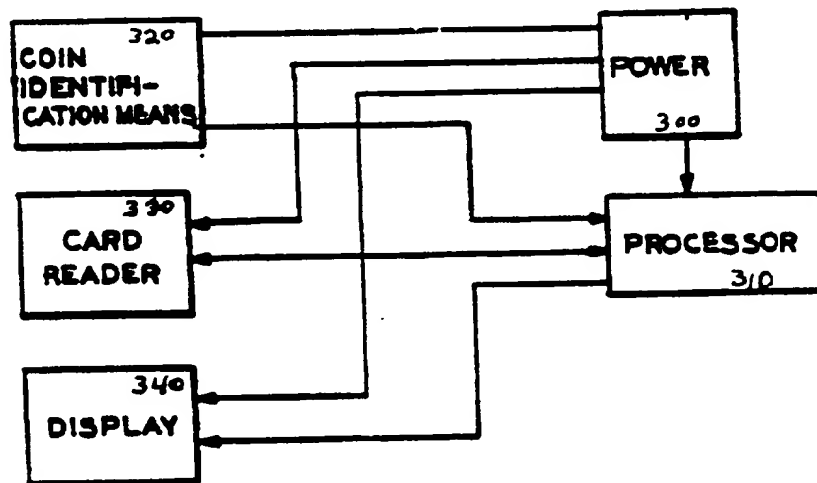 320
COIN
IDENTIFI-
CATION MEANS
POWER
300
330
CARD
READER
PROCESSOR
310
340
DISPLAY